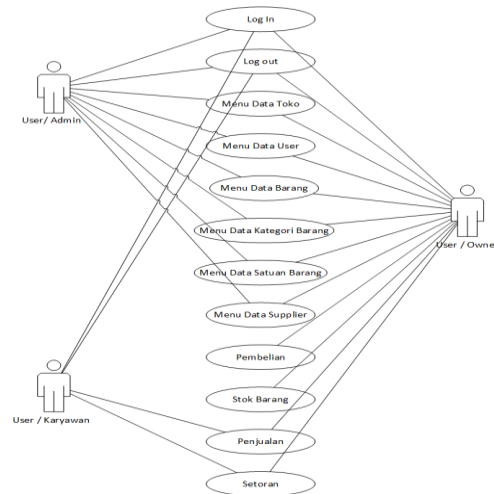 Log In
Log out
User/ Admin
Menu Data Toko
Menu Data User
Menu Data Barang
Menu Data Kategori Barang
User / Owner
Menu Data Satuan Barang
Menu Data Supplier
Pembelian
Stok Barang
User / Karyawan
Penjualan
Setoran